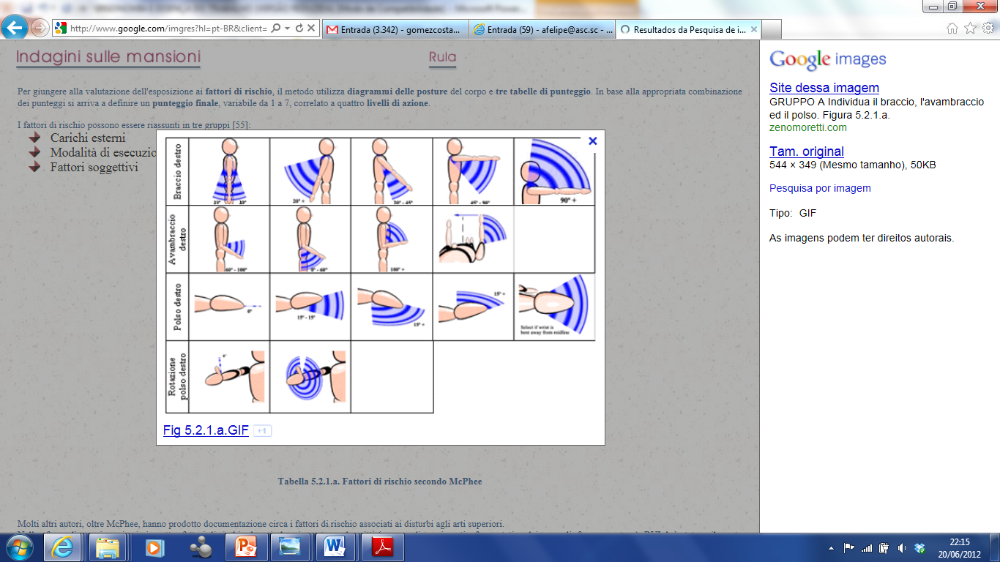 http://www.google.com/imgres?hl=pt-BR&client=
Entrada (3.342) - gomezcosta...
Entrada (59) - afelipe@asc.sc - ...
Resultados da Pesquisa de i...
Indagini sulle mansioni
Rula
Per giungere alla valutazione dell'esposizione ai fattori di rischio, il metodo utilizza diagrammi delle posture del corpo e tre tabelle di punteggio. In base alla appropriata combinazione
dei punteggi si arriva a definire un punteggio finale, variabile da 1 a 7, correlato a quattro livelli di azione.
I fattori di rischio possono essere riassunti in tre gruppi [55]:
Carichi esterni
Modalità di esecuzio
Fattori soggettivi
Braccio destro
20° 20°
20° +
20° - 45°
45° - 90°
90° +
Avambraccio
destro
60° - 100°
0° - 60°
100° +
Polso destro
0°
15° - 15°
15° +
15° +
Select if wrist is
bent away from midline
Rotazione
polso destro
Fig 5.2.1.a.GIF
+1
Tabella 5.2.1.a. Fattori di rischio secondo McPhee
Molti altri autori, oltre McPhee, hanno prodotto documentazione circa i fattori di rischio associati ai disturbi agli arti superiori.
Google images
Site dessa imagem
GRUPPO A Individua il braccio, l'avambraccio
ed il polso. Figura 5.2.1.a.
zenomoretti.com
Tam. original
544 × 349 (Mesmo tamanho), 50KB
Pesquisa por imagem
Tipo: GIF
As imagens podem ter direitos autorais.
22:15
20/06/2012